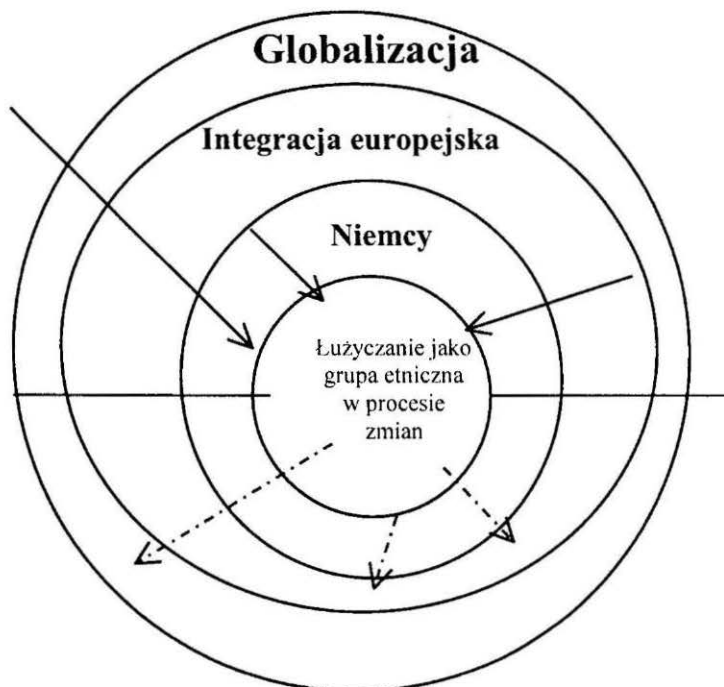 Globalizacja
Integracja europejska
Niemcy
Łużyczanie jako
grupa etniczna
w procesie
zmian